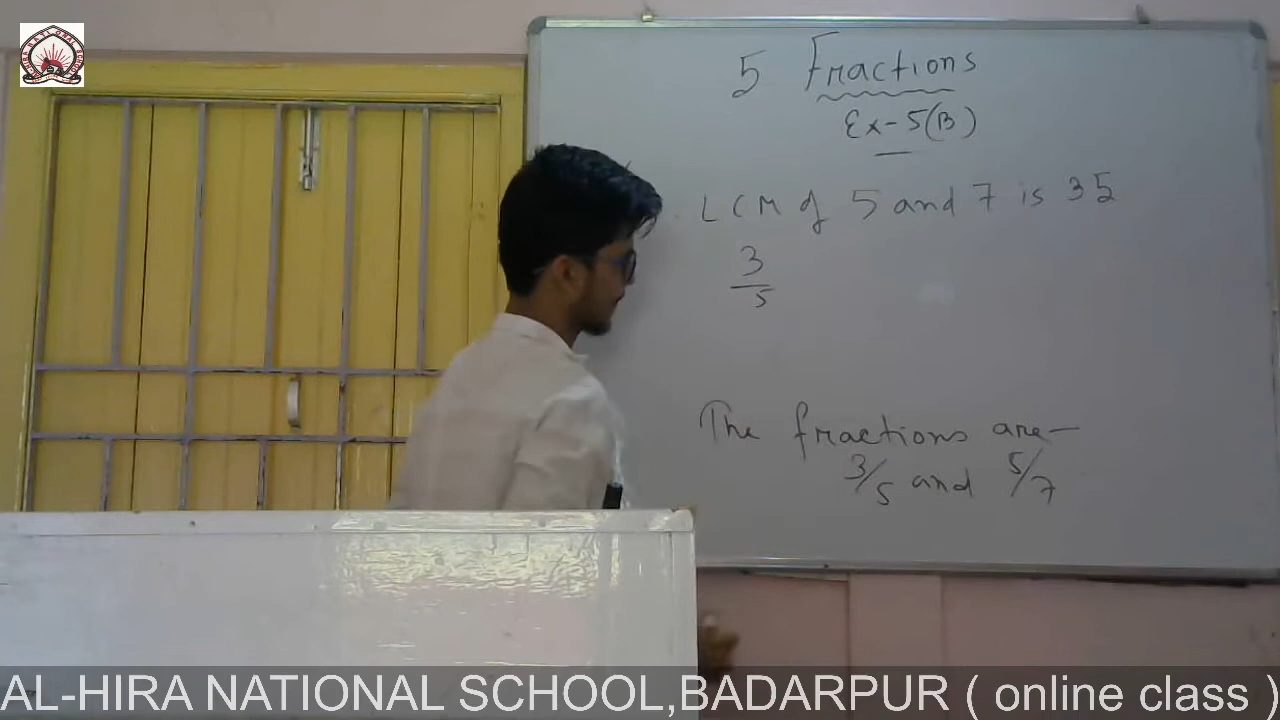 5 Fractions
Ex-5(B)
LCM of 5 and 7 is 35
3
5
The fractions are-
3/5 and 5/7
AL-HIRA NATIONAL SCHOOL,BADARPUR ( online class )